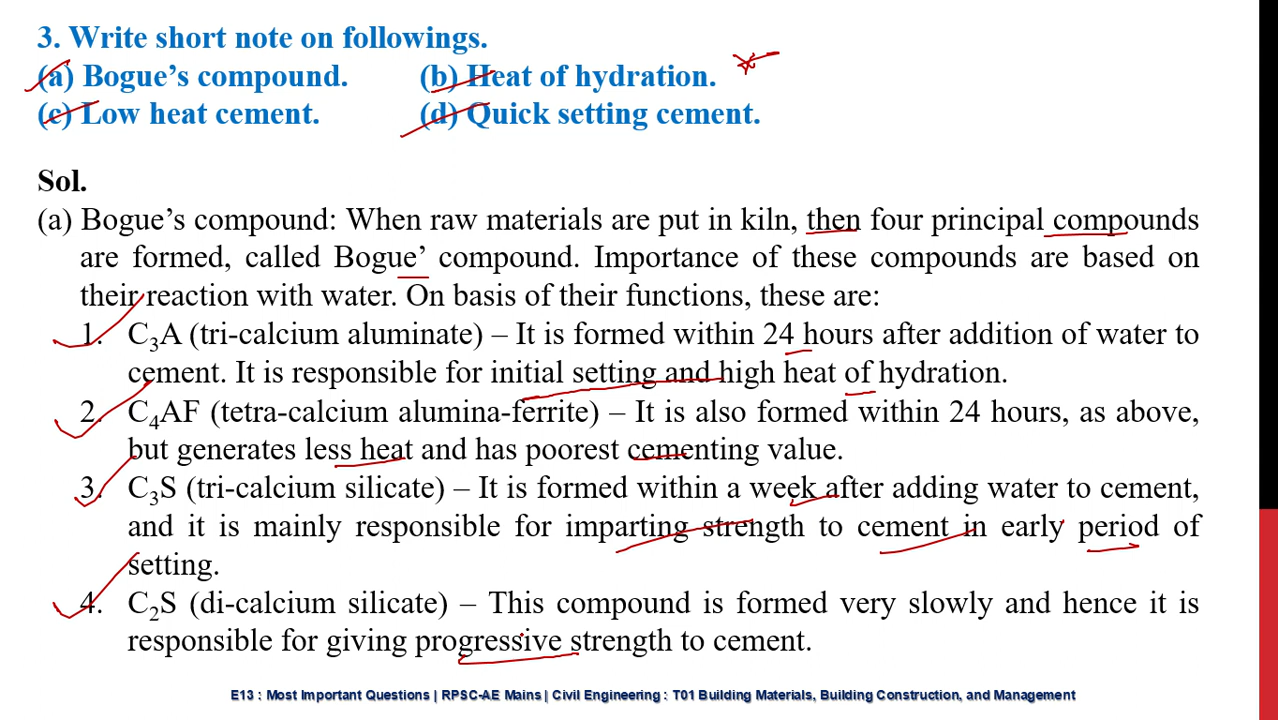 3. Write short note on followings.
(a) Bogue’s compound. (b) Heat of hydration.
(c) Low heat cement. (d) Quick setting cement.
Sol.
(a) Bogue’s compound: When raw materials are put in kiln, then four principal compounds
are formed, called Bogue’ compound. Importance of these compounds are based on
their reaction with water. On basis of their functions, these are:
1. C₃A (tri-calcium aluminate) – It is formed within 24 hours after addition of water to
cement. It is responsible for initial setting and high heat of hydration.
2. C₄AF (tetra-calcium alumina-ferrite) – It is also formed within 24 hours, as above,
but generates less heat and has poorest cementing value.
3. C₃S (tri-calcium silicate) – It is formed within a week after adding water to cement,
and it is mainly responsible for imparting strength to cement in early period of
setting.
4. C₂S (di-calcium silicate) – This compound is formed very slowly and hence it is
responsible for giving progressive strength to cement.
E13 : Most Important Questions | RPSC-AE Mains | Civil Engineering : T01 Building Materials, Building Construction, and Management